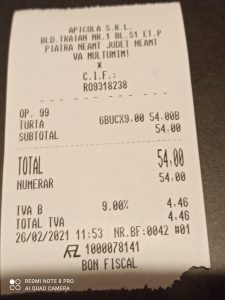 APICOLA S.R.L.
BLD.TRAIAN NR.1 BL.S1 ET.P
PIATRA NEAMT JUDET NEAMT
VA MULTUMIM!
*
C.I.F.:
RO9318238
OP. 99
TURTA 6BUCX9.00 54.00B
SUBTOTAL 54.00
TOTAL 54.00
NUMERAR 54.00
TVA B 9.00% 4.46
TOTAL TVA 4.46
26/02/2021 11:53 NR.BF:0042 #01
1000078141
BON FISCAL
REDMI NOTE 8 PRO
AI QUAD CAMERA